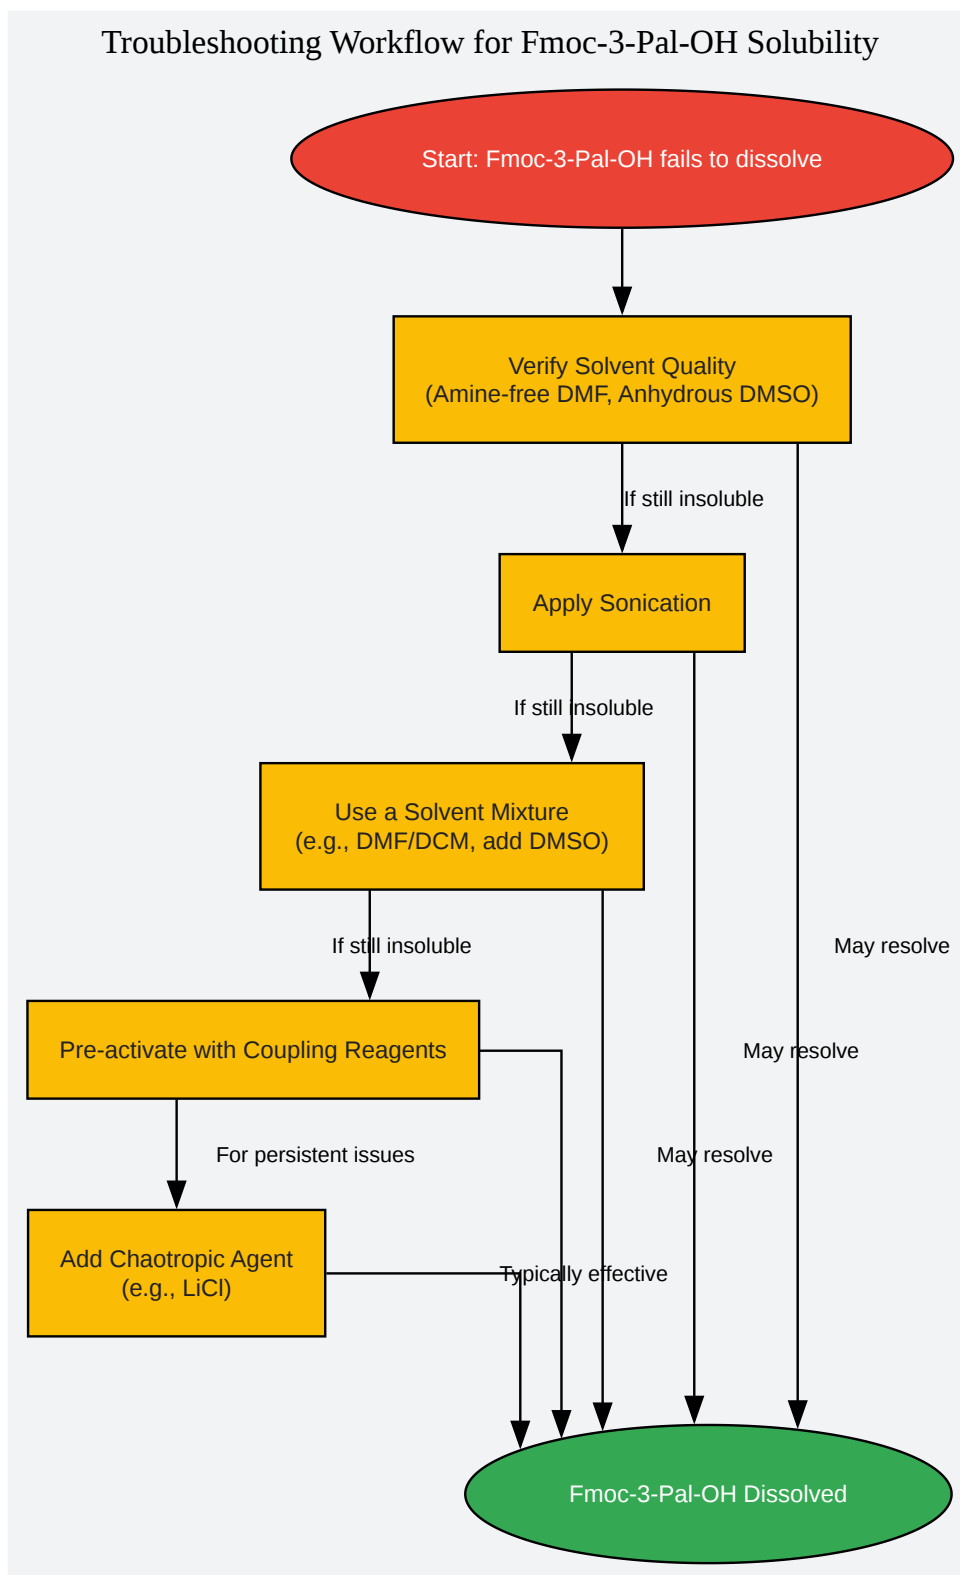 Troubleshooting Workflow for Fmoc-3-Pal-OH Solubility
Start: Fmoc-3-Pal-OH fails to dissolve
Verify Solvent Quality
(Amine-free DMF, Anhydrous DMSO)
If still insoluble
Apply Sonication
If still insoluble
Use a Solvent Mixture
(e.g., DMF/DCM, add DMSO)
If still insoluble
May resolve
Pre-activate with Coupling Reagents
May resolve
For persistent issues
May resolve
Add Chaotropic Agent
(e.g., LiCl)
Typically effective
Fmoc-3-Pal-OH Dissolved